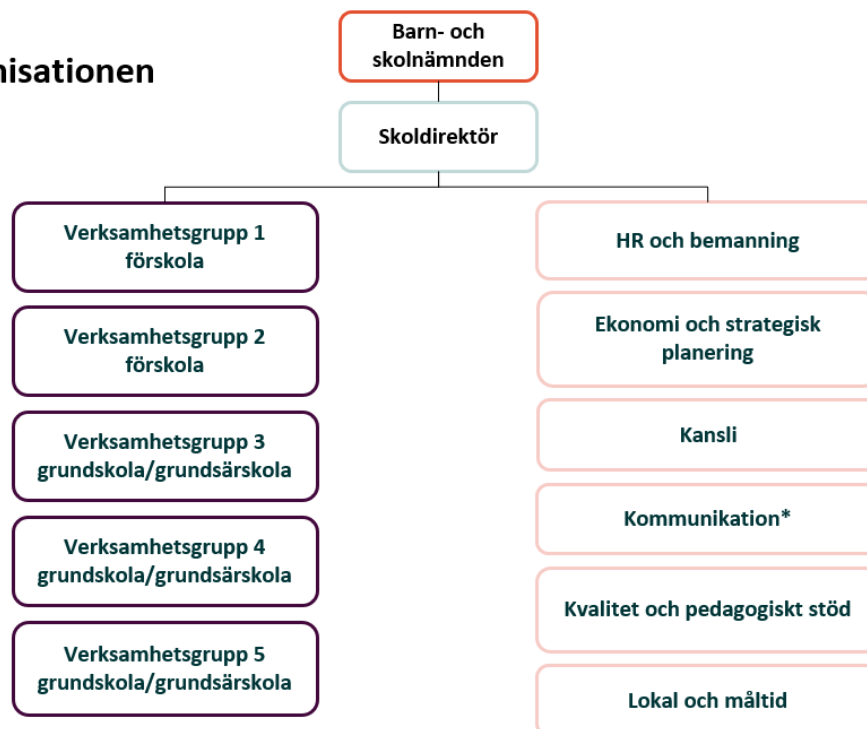 nisationen
Barn- och
skolnämnden
Skoldirektör
Verksamhetsgrupp 1
förskola
Verksamhetsgrupp 2
förskola
Verksamhetsgrupp 3
grundskola/grundsärskola
Verksamhetsgrupp 4
grundskola/grundsärskola
Verksamhetsgrupp 5
grundskola/grundsärskola
HR och bemanning
Ekonomi och strategisk
planering
Kansli
Kommunikation*
Kvalitet och pedagogiskt stöd
Lokal och måltid